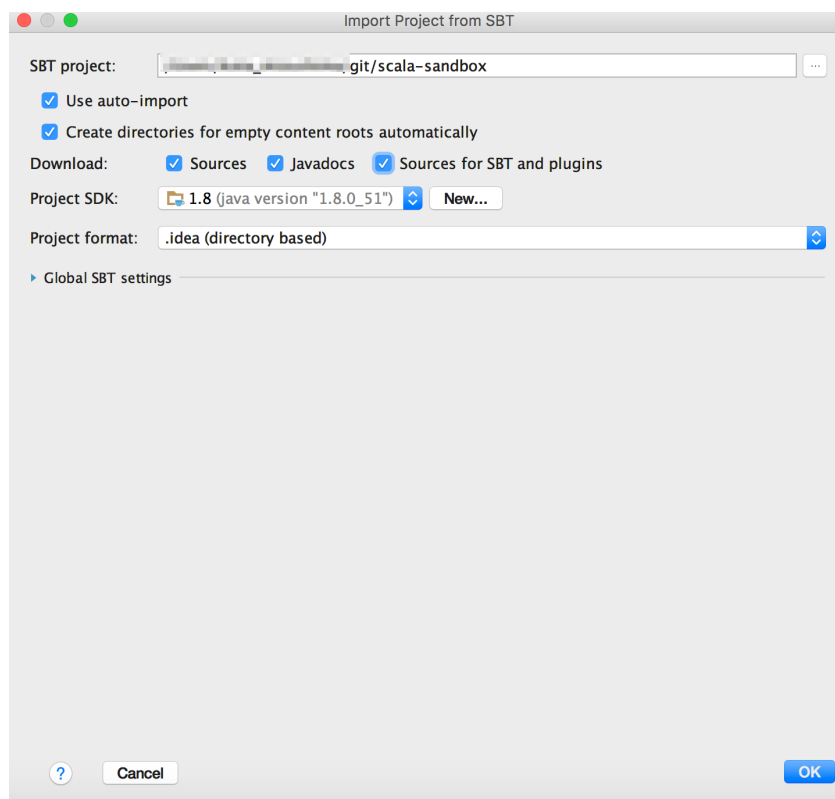 Import Project from SBT
SBT project: git/scala-sandbox ...
Use auto-import
Create directories for empty content roots automatically
Download: Sources Javadocs Sources for SBT and plugins
Project SDK: 1.8 (java version "1.8.0_51") New...
Project format: .idea (directory based)
Global SBT settings
? Cancel OK